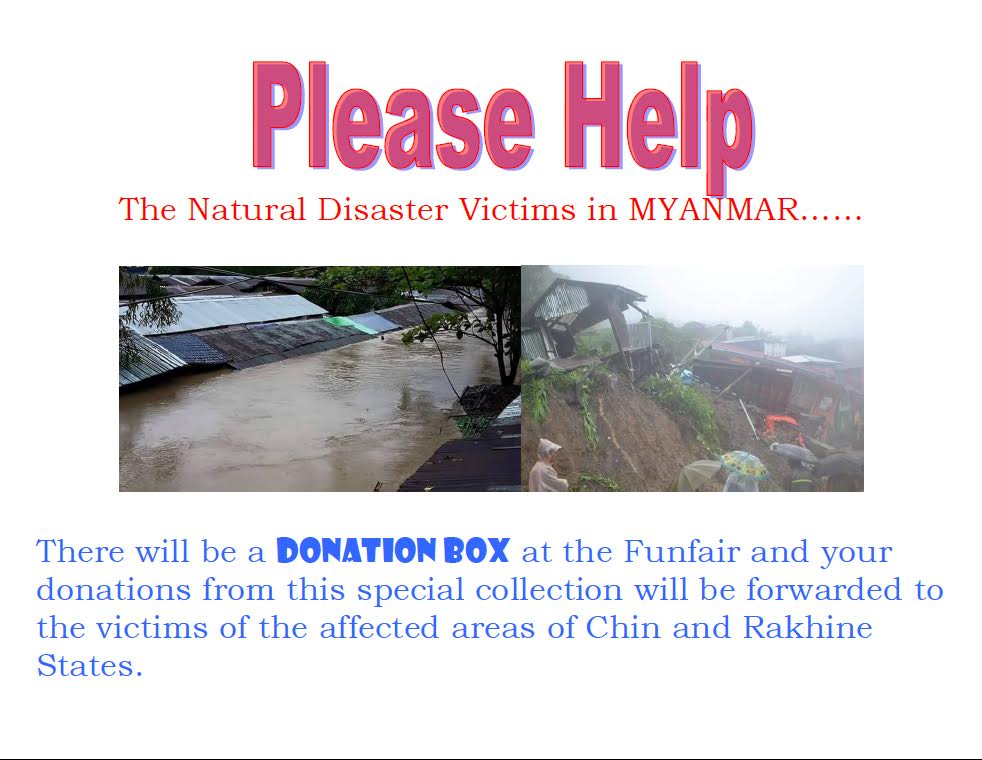 Please Help
The Natural Disaster Victims in MYANMAR......
There will be a DONATION BOX at the Funfair and your
donations from this special collection will be forwarded to
the victims of the affected areas of Chin and Rakhine
States.